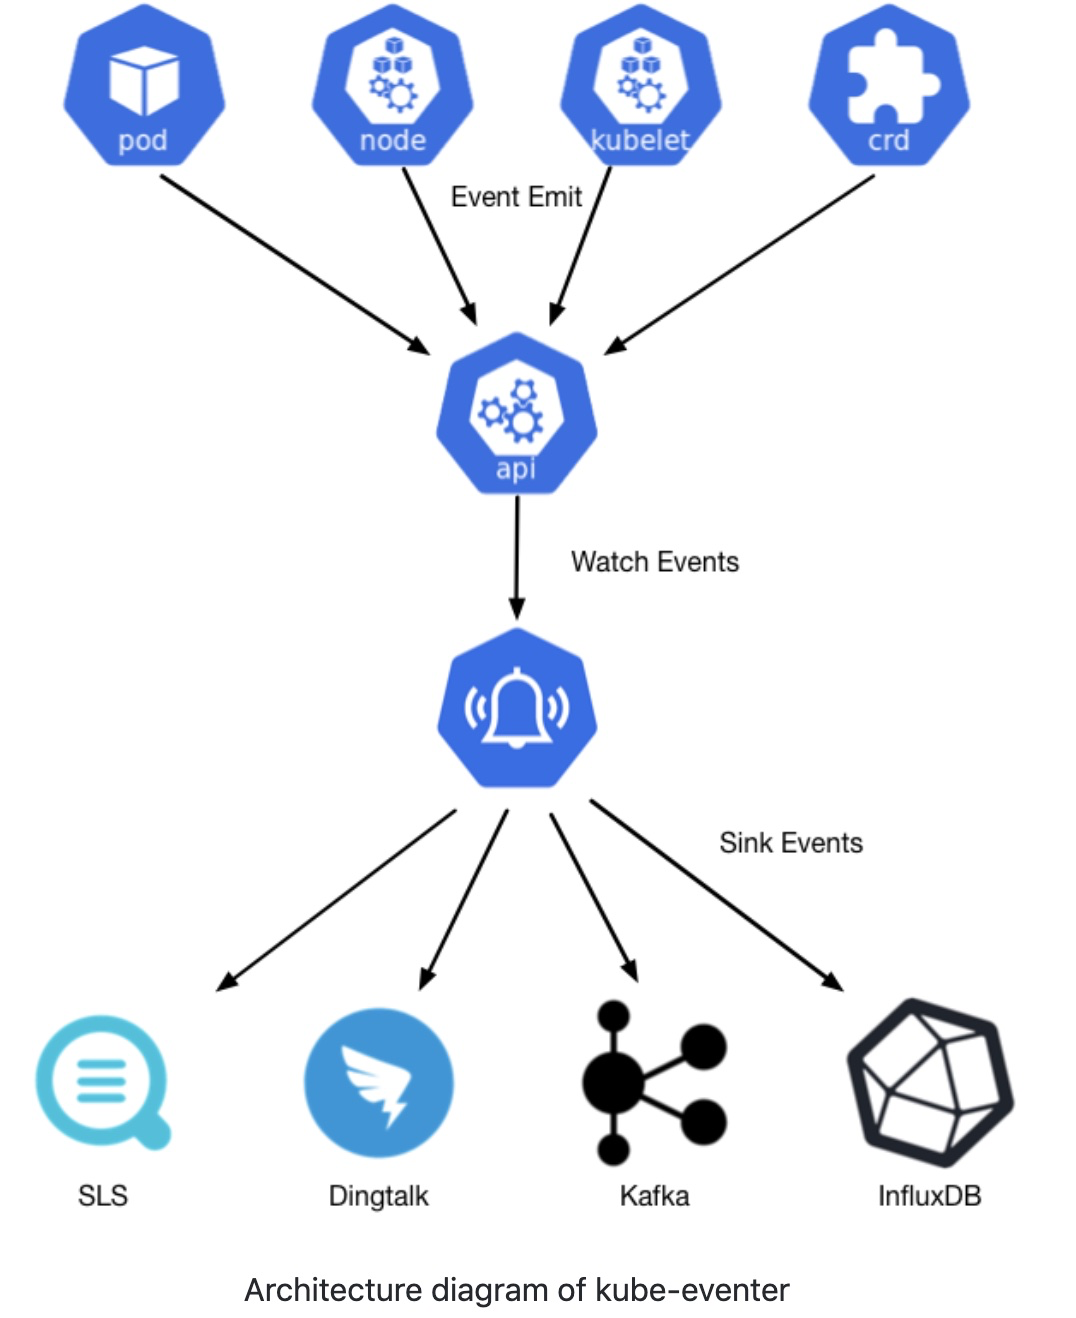 pod
node
kubelet
crd
Event Emit
api
Watch Events
Sink Events
SLS
Dingtalk
Kafka
InfluxDB
Architecture diagram of kube-eventer